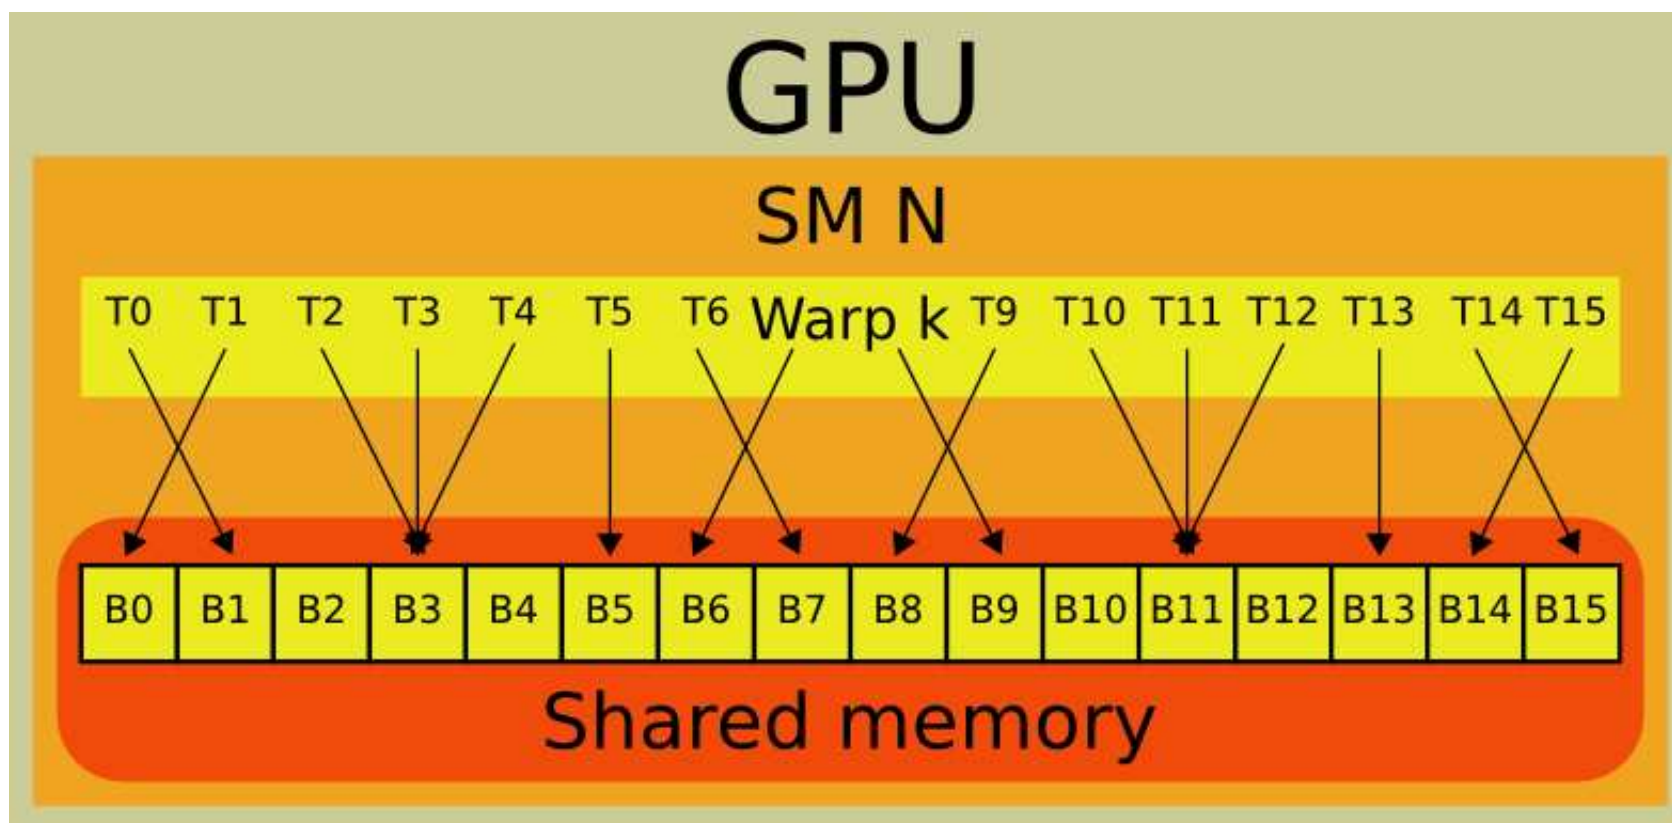 GPU
SM N
T0 T1 T2 T3 T4 T5 T6 Warp k T9 T10 T11 T12 T13 T14 T15
B0 B1 B2 B3 B4 B5 B6 B7 B8 B9 B10 B11 B12 B13 B14 B15
Shared memory